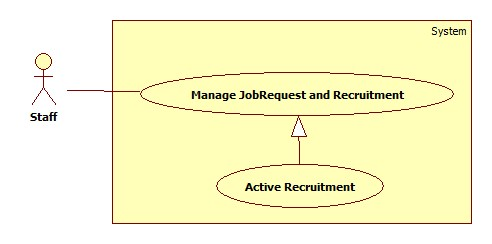 System
Manage JobRequest and Recruitment
Staff
Active Recruitment